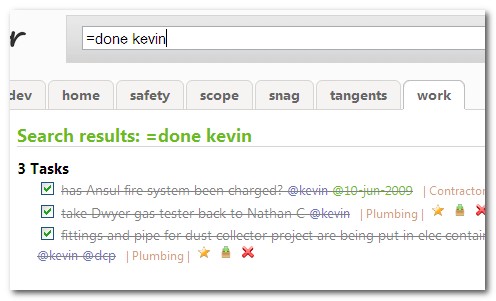 =done kevin
dev home safety scope snag tangents work
Search results: =done kevin
3 Tasks
has Ansul fire system been charged? @kevin @10-jun-2009 | Contractor
take Dwyer gas tester back to Nathan C @kevin | Plumbing |
fittings and pipe for dust collector project are being put in elec contain
@kevin @dcp | Plumbing |